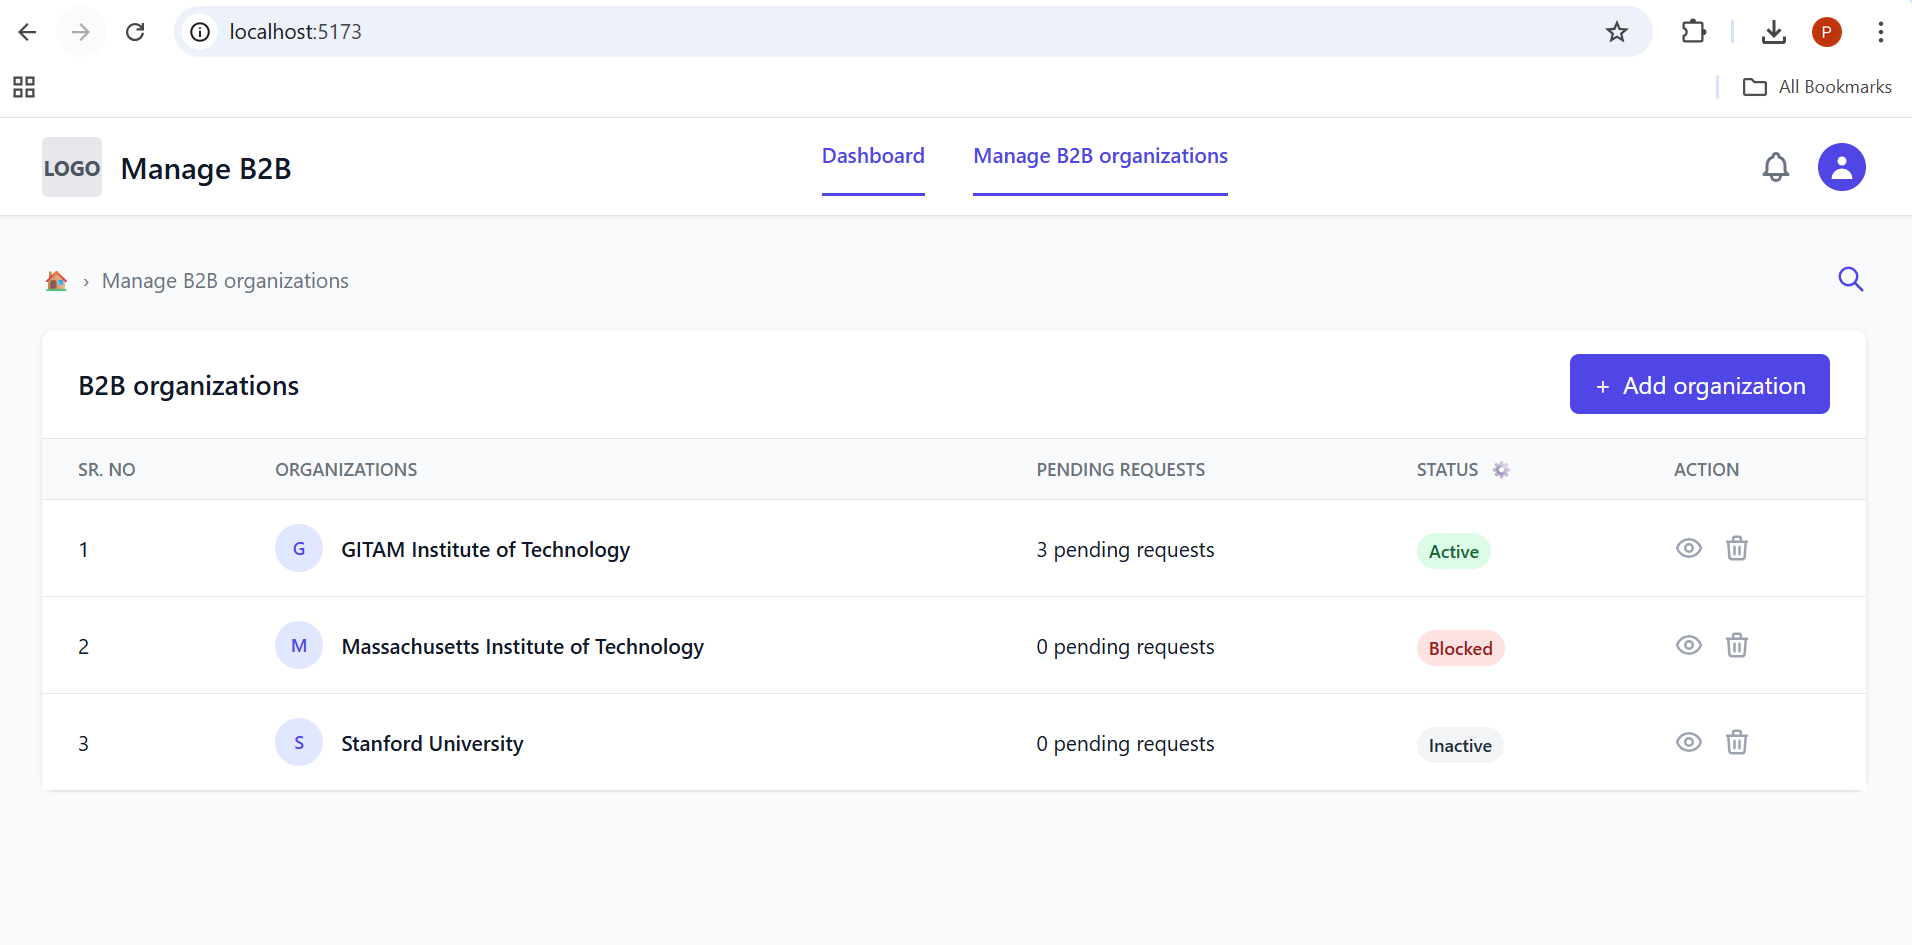 localhost:5173
P
All Bookmarks
LOGO Manage B2B Dashboard Manage B2B organizations
› Manage B2B organizations
B2B organizations + Add organization
SR. NO ORGANIZATIONS PENDING REQUESTS STATUS ACTION
1 G GITAM Institute of Technology 3 pending requests Active
2 M Massachusetts Institute of Technology 0 pending requests Blocked
3 S Stanford University 0 pending requests Inactive